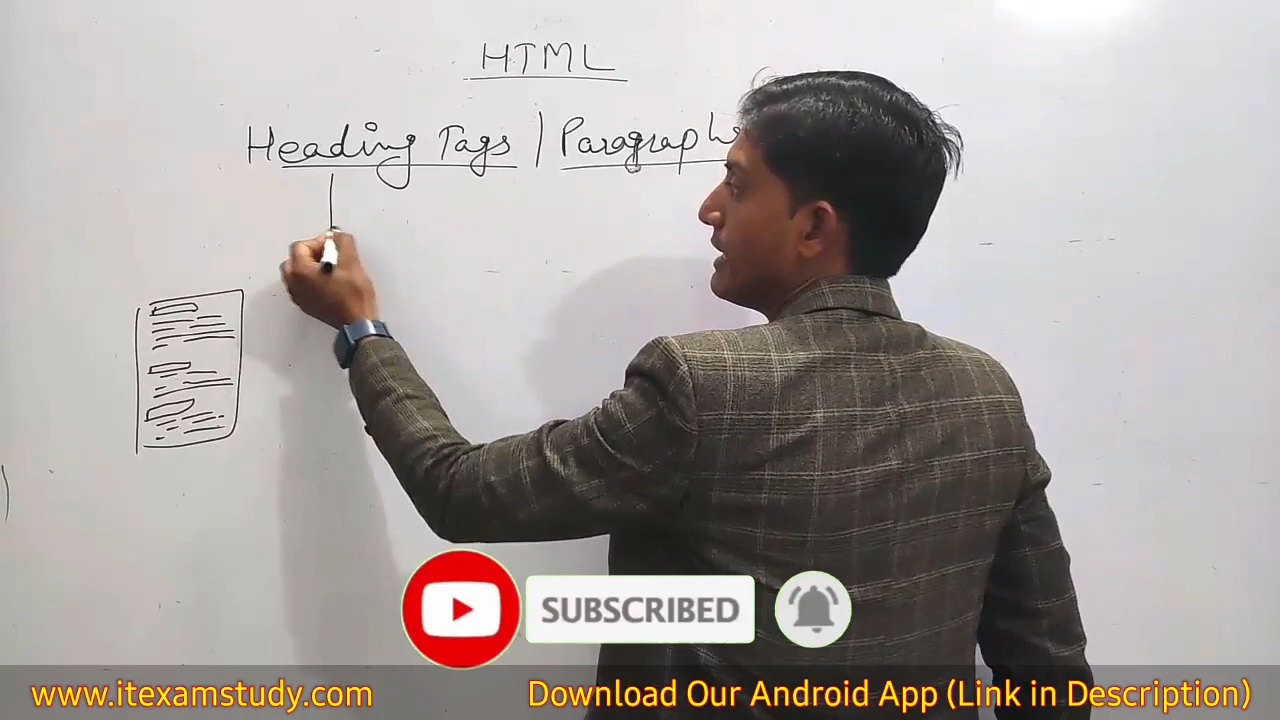 HTML
Heading Tags | Paragraph
SUBSCRIBED
www.itexamstudy.com
Download Our Android App (Link in Description)